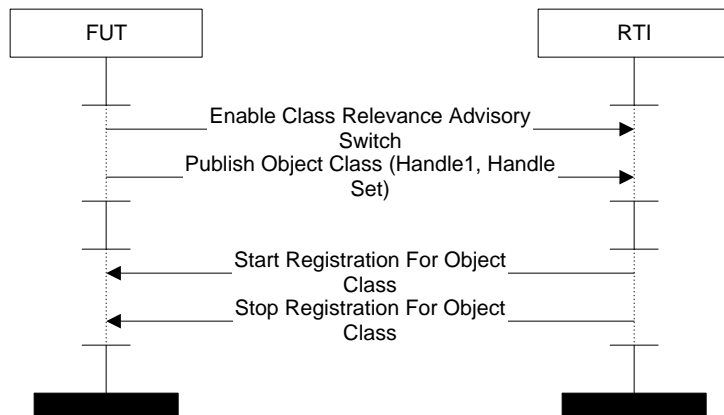 FUT
RTI
Enable Class Relevance Advisory
Switch
Publish Object Class (Handle1, Handle
Set)
Start Registration For Object
Class
Stop Registration For Object
Class